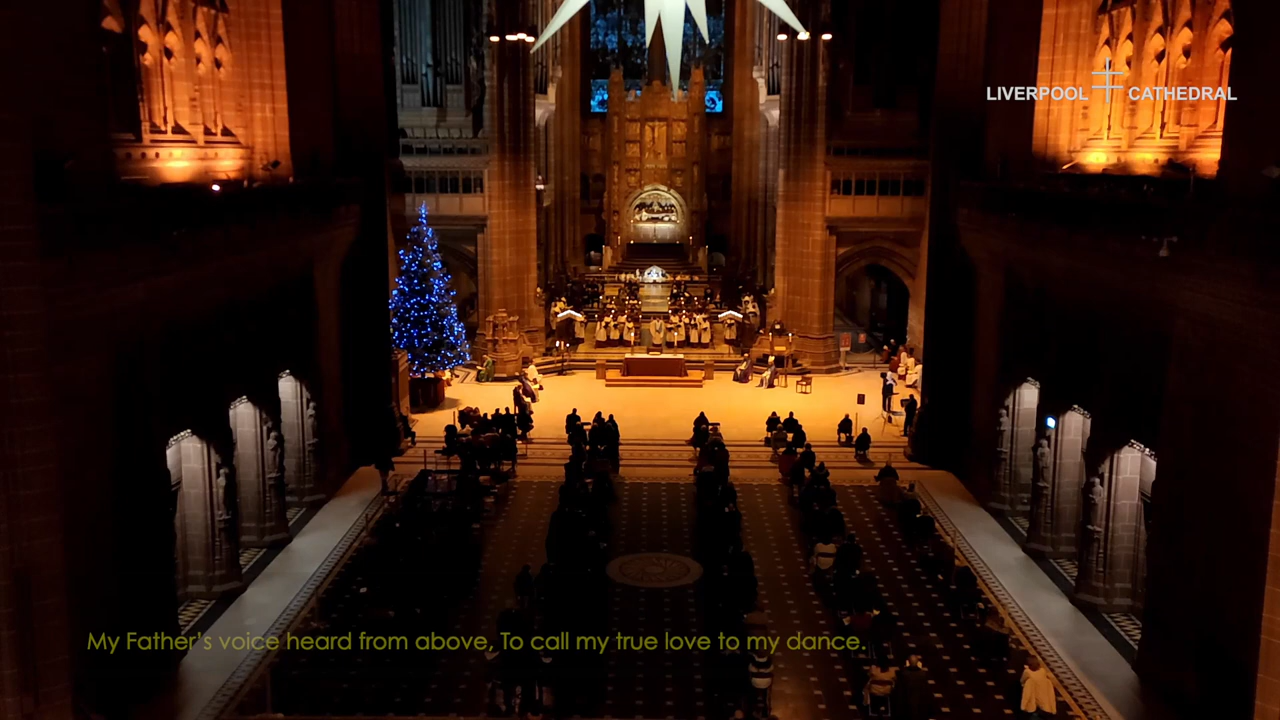 LIVERPOOL CATHEDRAL
My Father's voice heard from above, To call my true love to my dance.